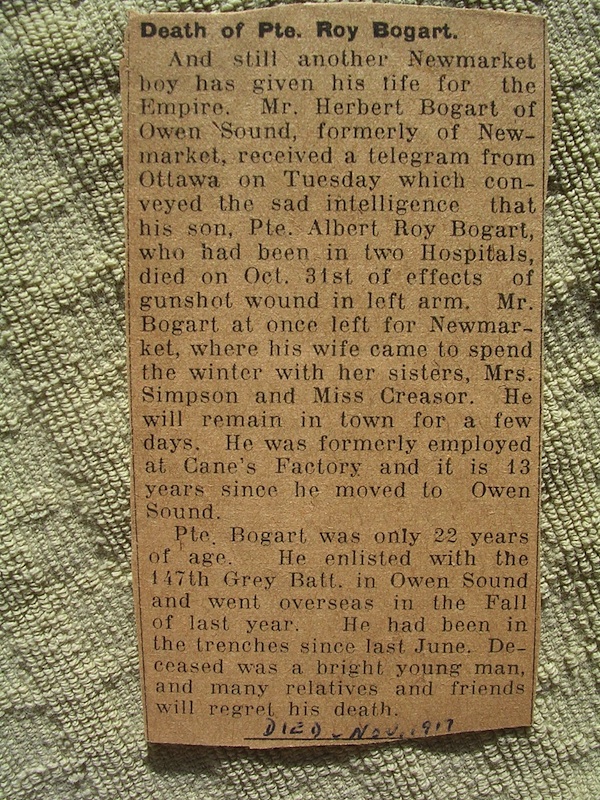 Death of Pte. Roy Bogart.
And still another Newmarket
boy has given his life for the
Empire. Mr. Herbert Bogart of
Owen Sound, formerly of New-
market, received a telegram from
Ottawa on Tuesday which con-
veyed the sad intelligence that
his son, Pte. Albert Roy Bogart,
who had been in two Hospitals,
died on Oct. 31st of effects of
gunshot wound in left arm. Mr.
Bogart at once left for Newmar-
ket, where his wife came to spend
the winter with her sisters, Mrs.
Simpson and Miss Creasor. He
will remain in town for a few
days. He was formerly employed
at Cane's Factory and it is 13
years since he moved to Owen
Sound.
Pte. Bogart was only 22 years
of age. He enlisted with the
147th Grey Batt. in Owen Sound
and went overseas in the Fall
of last year. He had been in
the trenches since last June. De-
ceased was a bright young man,
and many relatives and friends
will regret his death.
DIED - NOV. 1917